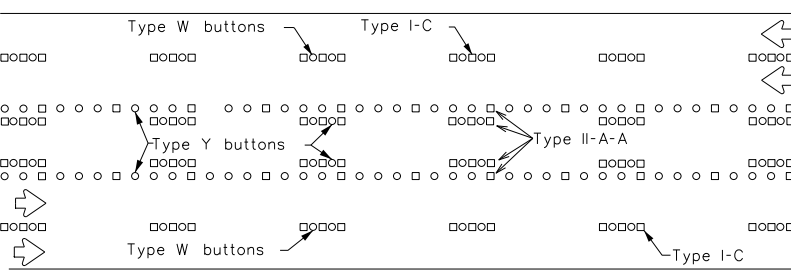 Type W buttons
Type I-C
Type Y buttons
Type II-A-A
Type W buttons
Type I-C